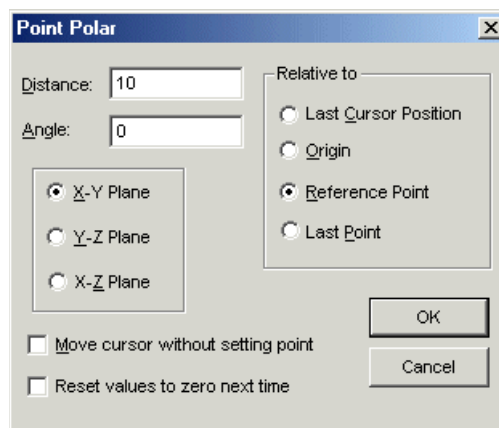 Point Polar
Distance: 10
Angle: 0
X-Y Plane
Y-Z Plane
X-Z Plane
Relative to
Last Cursor Position
Origin
Reference Point
Last Point
Move cursor without setting point
Reset values to zero next time
OK
Cancel